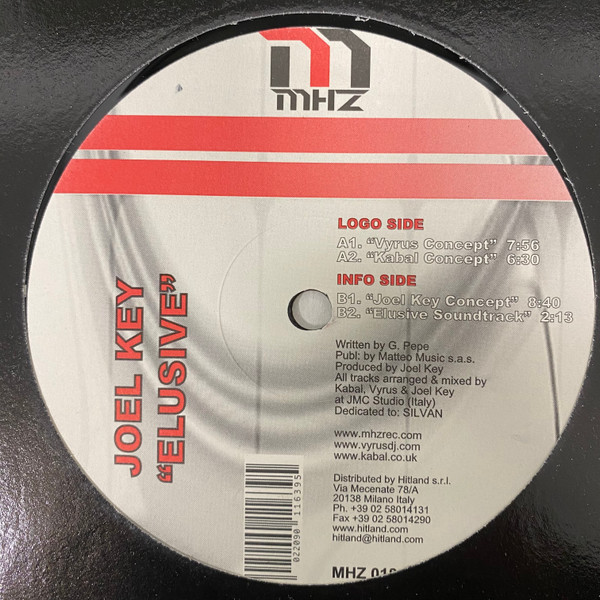 MHZ
LOGO SIDE
A1. “Vyrus Concept” 7:56
A2. “Kabal Concept” 6:30
INFO SIDE
B1. “Joel Key Concept” 8:40
B2. “Elusive Soundtrack” 2:13
JOEL KEY
“ELUSIVE”
Written by G. Pepe
Publ: by Matteo Music s.a.s.
Produced by Joel Key
All tracks arranged & mixed by
Kabal, Vyrus & Joel Key
at JMC Studio (Italy)
Dedicated to: SILVAN
www.mhzrec.com
www.vyrusdj.com
www.kabal.co.uk
Distributed by Hitland s.r.l.
Via Mecenate 78/A
20138 Milano Italy
Ph. +39 02 58014131
Fax +39 02 58014290
www.hitland.com
hitland@hitland.com
022090 116395
MHZ